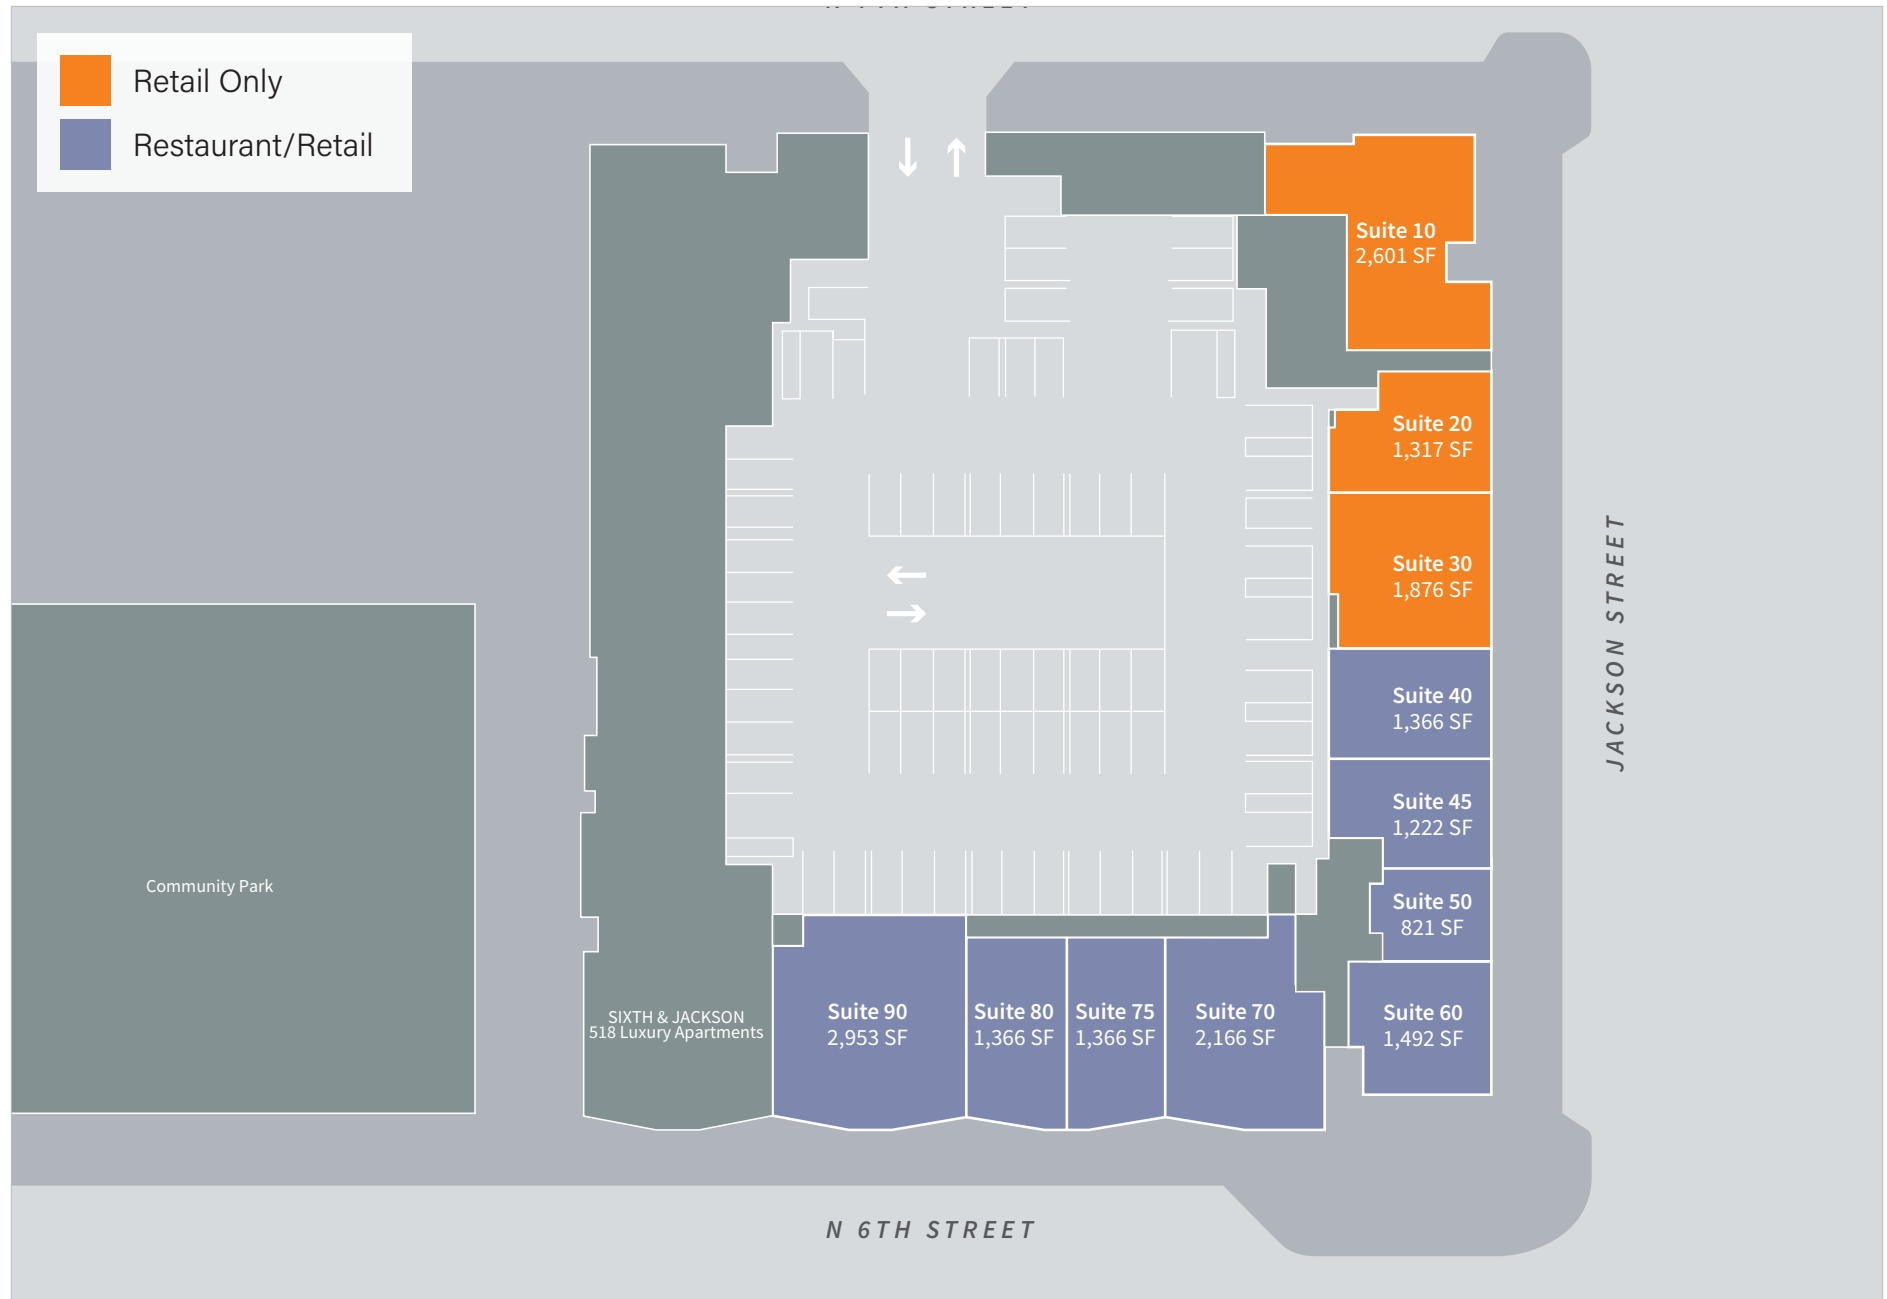 Retail Only
Restaurant/Retail
Suite 10
2,601 SF
Suite 20
1,317 SF
Suite 30
1,876 SF
Suite 40
1,366 SF
Suite 45
1,222 SF
Suite 50
821 SF
Suite 60
1,492 SF
Suite 70
2,166 SF
Suite 75
1,366 SF
Suite 80
1,366 SF
Suite 90
2,953 SF
SIXTH & JACKSON
518 Luxury Apartments
Community Park
JACKSON STREET
N 6TH STREET